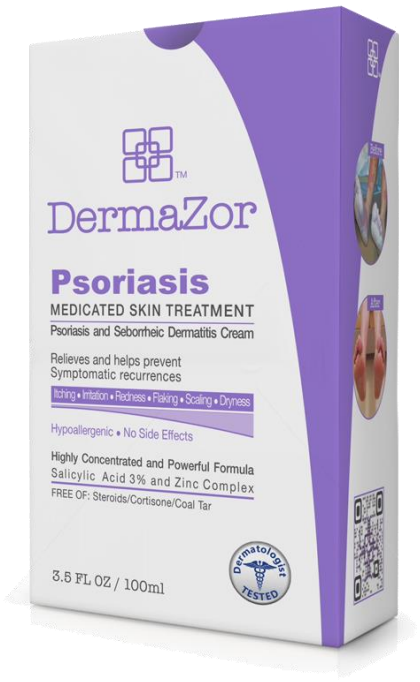 TM
DermaZor
Psoriasis
MEDICATED SKIN TREATMENT
Psoriasis and Seborrheic Dermatitis Cream
Relieves and helps prevent
Symptomatic recurrences
Itching • Irritation • Redness • Flaking • Scaling • Dryness
Hypoallergenic • No Side Effects
Highly Concentrated and Powerful Formula
Salicylic Acid 3% and Zinc Complex
FREE OF: Steroids/Cortisone/Coal Tar
3.5 FL OZ / 100ml
Dermatologist
TESTED
Before
After